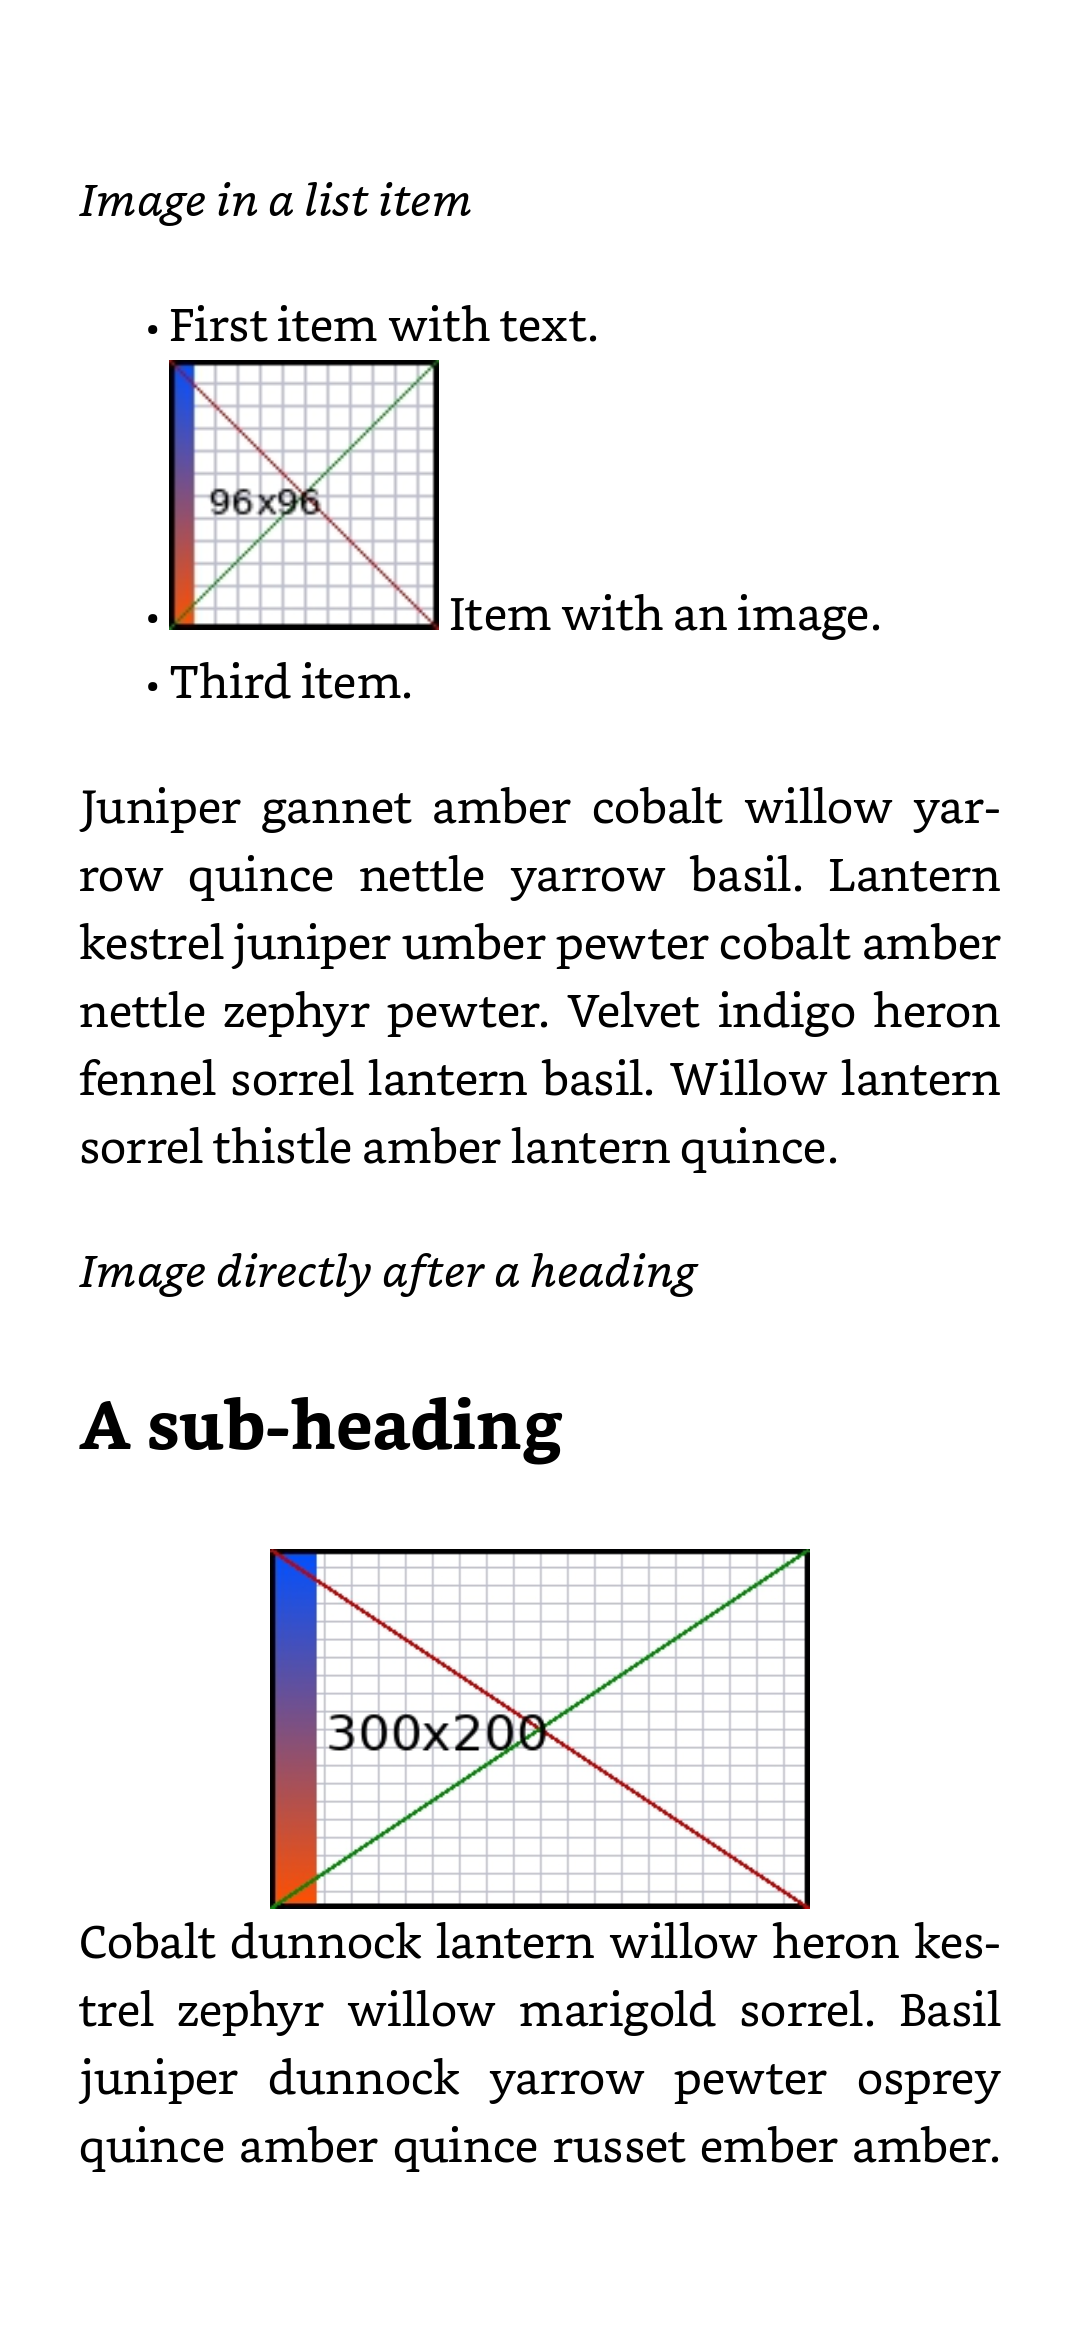 Image in a list item
• First item with text.
96x96
• Item with an image.
• Third item.
Juniper gannet amber cobalt willow yar-
row quince nettle yarrow basil. Lantern
kestrel juniper umber pewter cobalt amber
nettle zephyr pewter. Velvet indigo heron
fennel sorrel lantern basil. Willow lantern
sorrel thistle amber lantern quince.
Image directly after a heading
A sub-heading
300x200
Cobalt dunnock lantern willow heron kes-
trel zephyr willow marigold sorrel. Basil
juniper dunnock yarrow pewter osprey
quince amber quince russet ember amber.